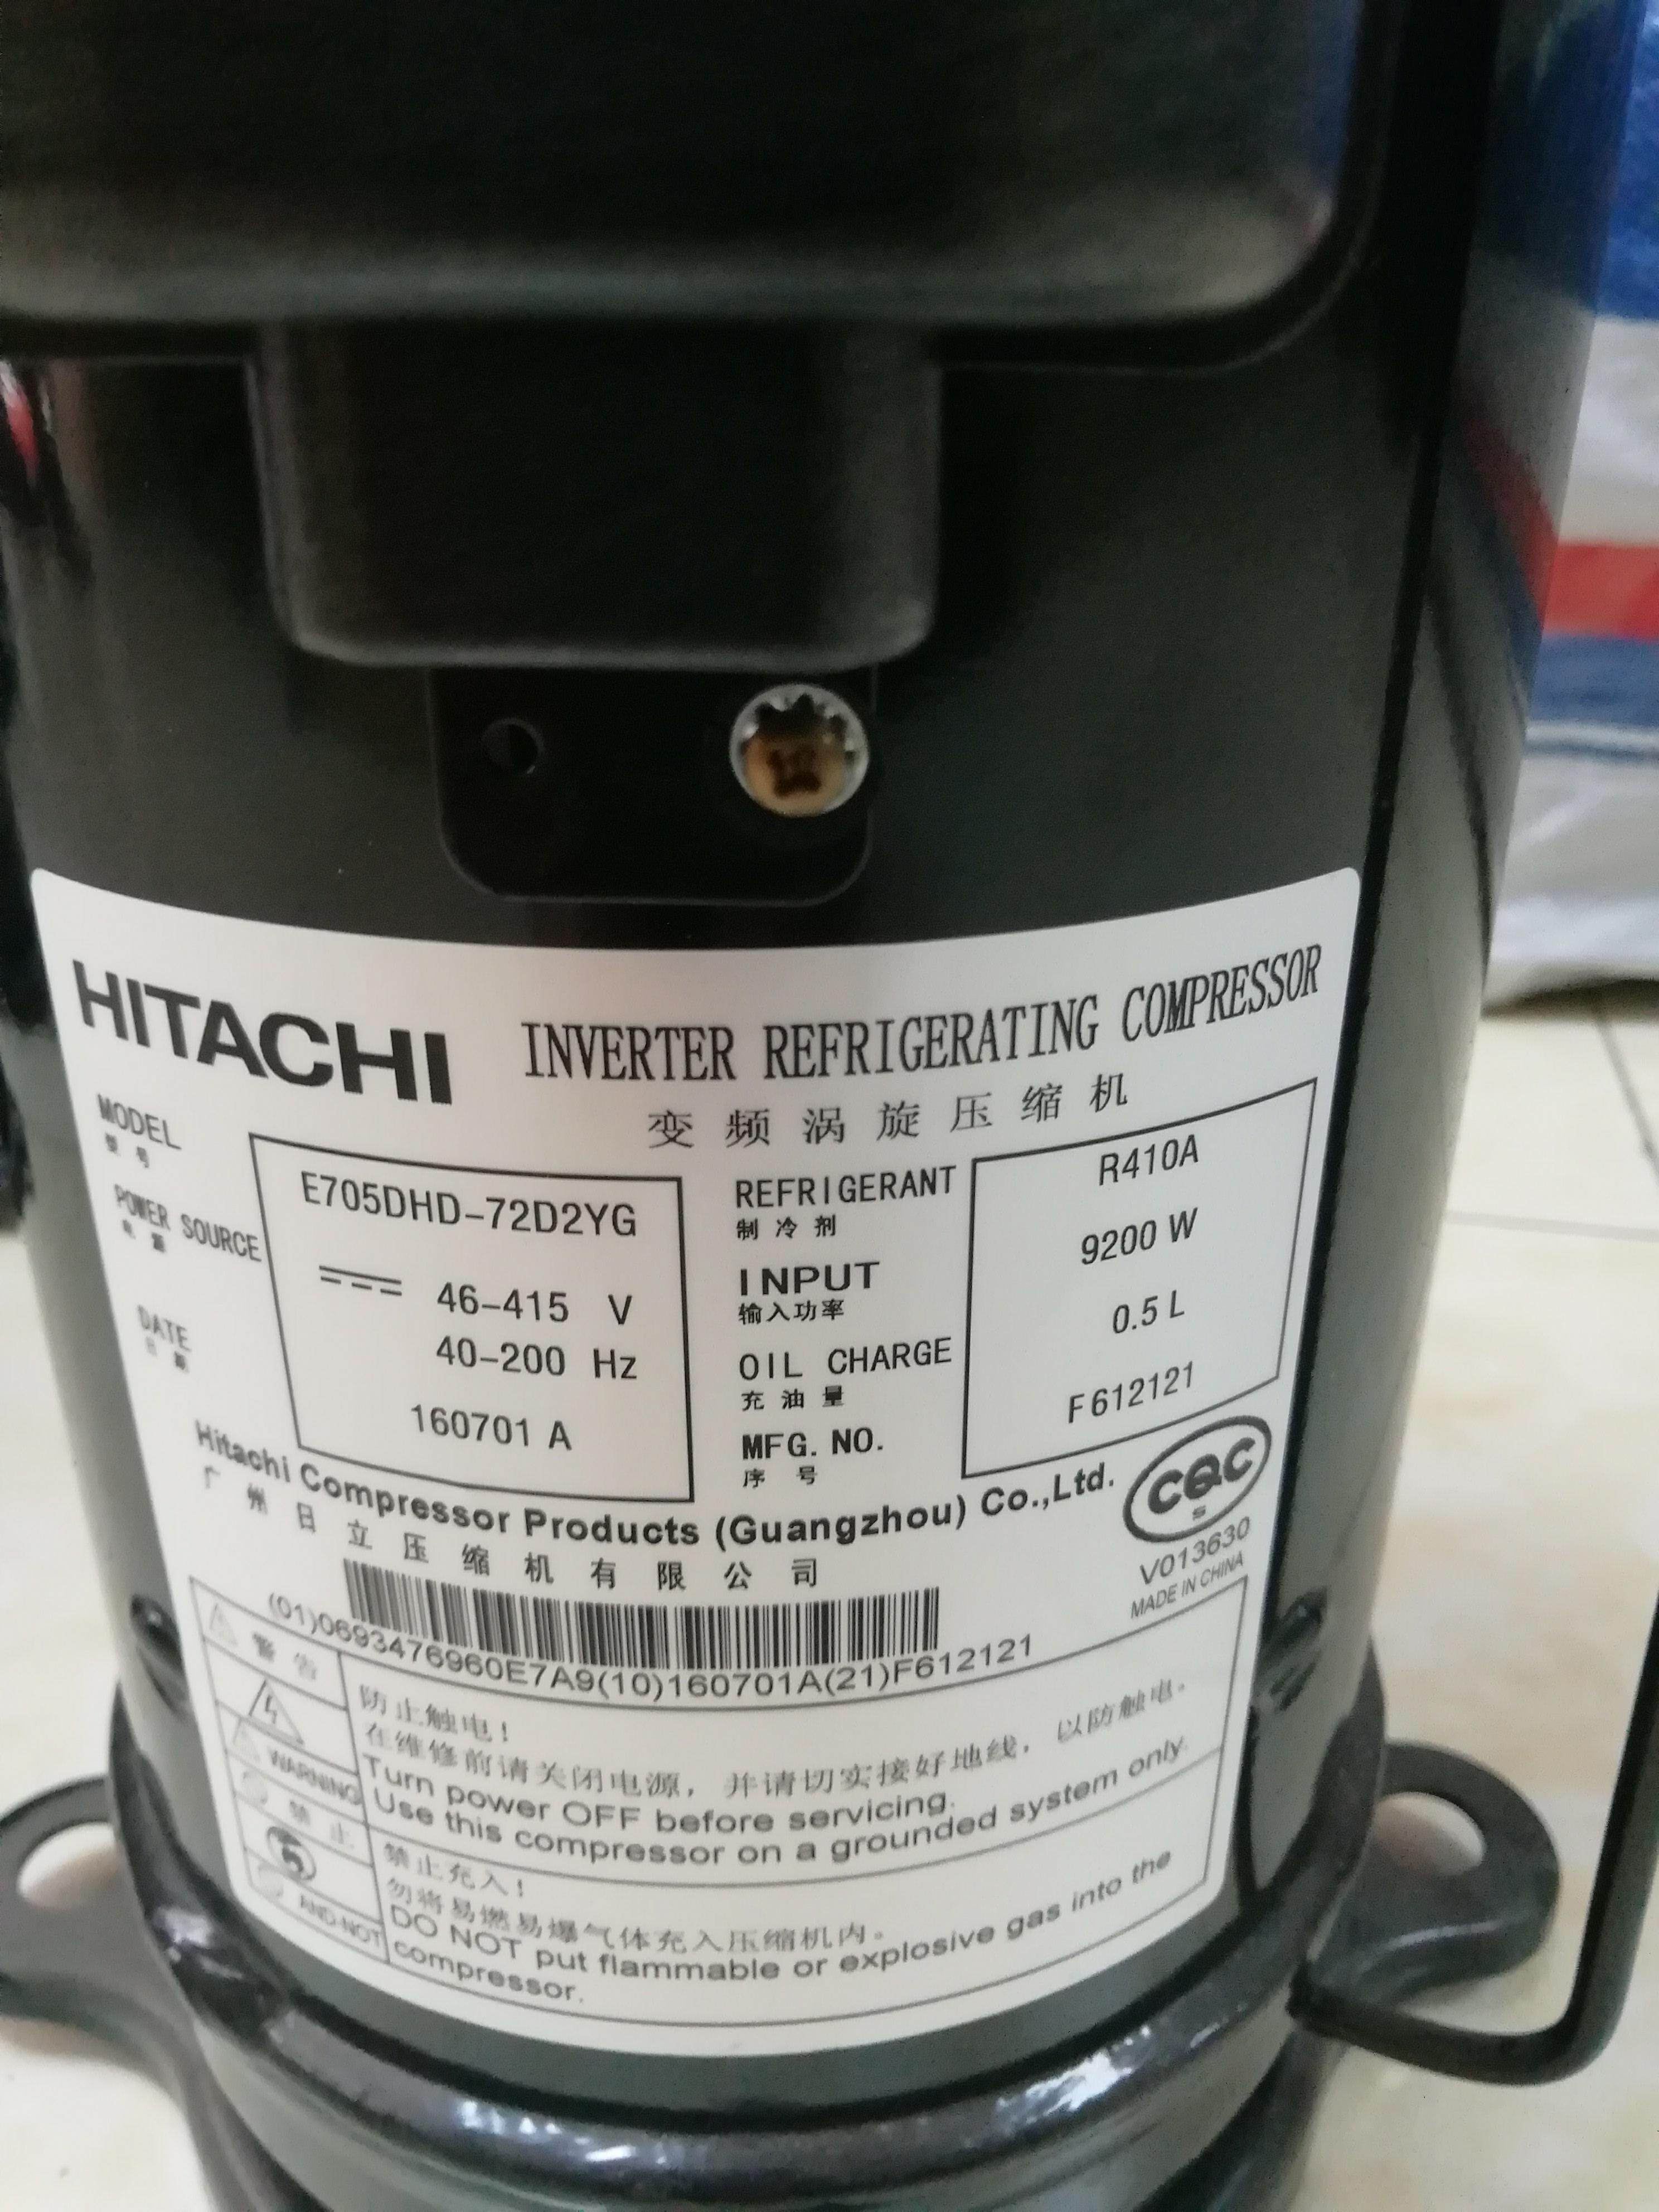 18
HITACHI
INVERTER REFRIGERATING COMPRESSOR
变频涡旋压缩机
MODEL E705DHD-72D2YG
型号
POWER SOURCE 46-415 V
电源
40-200 Hz
DATE 160701 A
日期
REFRIGERANT R410A
制冷剂
INPUT 9200 W
输入功率
OIL CHARGE 0.5 L
充油量
MFG. NO. F612121
序号
Hitachi Compressor Products (Guangzhou) Co.,Ltd.
广州日立压缩机有限公司
CQC
S
V013630
MADE IN CHINA
(01)0693476960E7A9(10)160701A(21)F612121
警告
WARNING
防止触电!
在维修前请关闭电源，并请切实接好地线，以防触电。
Turn power OFF before servicing.
Use this compressor on a grounded system only.
禁止
AND-NOT
禁止充入!
勿将易燃易爆气体充入压缩机内。
DO NOT put flammable or explosive gas into the
compressor.